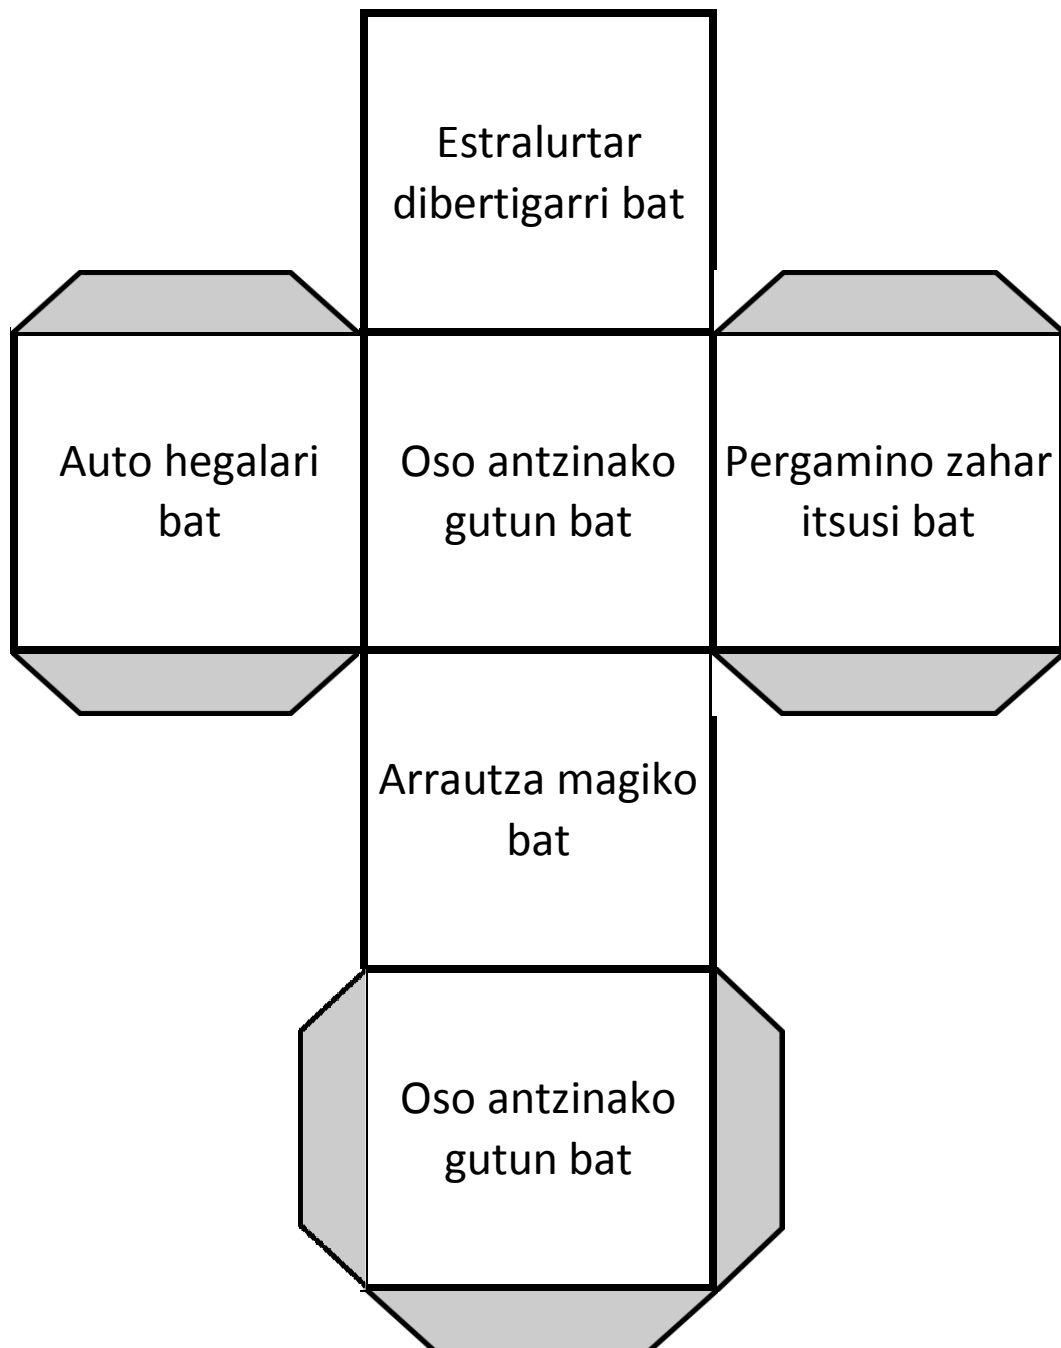 Estralurtar
dibertigarri bat
Auto hegalari
bat
Oso antzinako
gutun bat
Pergamino zahar
itsusi bat
Arrautza magiko
bat
Oso antzinako
gutun bat